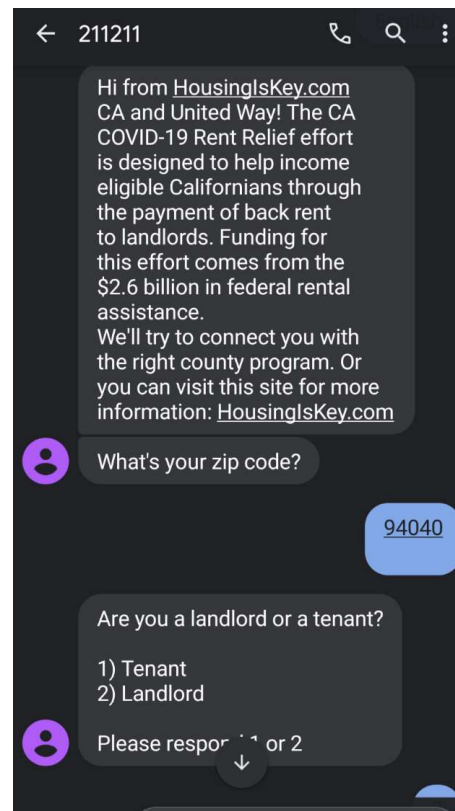 211211
Hi from HousingIsKey.com
CA and United Way! The CA
COVID-19 Rent Relief effort
is designed to help income
eligible Californians through
the payment of back rent
to landlords. Funding for
this effort comes from the
$2.6 billion in federal rental
assistance.
We'll try to connect you with
the right county program. Or
you can visit this site for more
information: HousingIsKey.com
What's your zip code?
94040
Are you a landlord or a tenant?
1) Tenant
2) Landlord
Please or 2